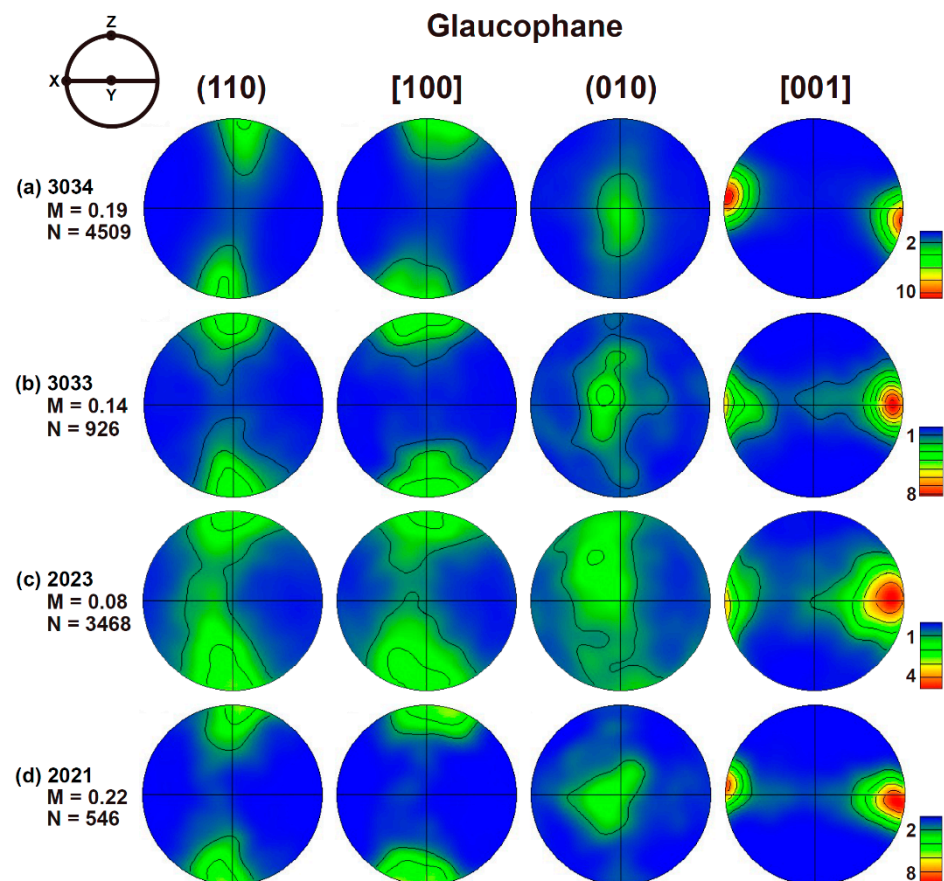 Glaucophane
Z
X
Y
(110) [100] (010) [001]
(a) 3034
M = 0.19
N = 4509
2
10
(b) 3033
M = 0.14
N = 926
1
8
(c) 2023
M = 0.08
N = 3468
1
4
(d) 2021
M = 0.22
N = 546
2
8